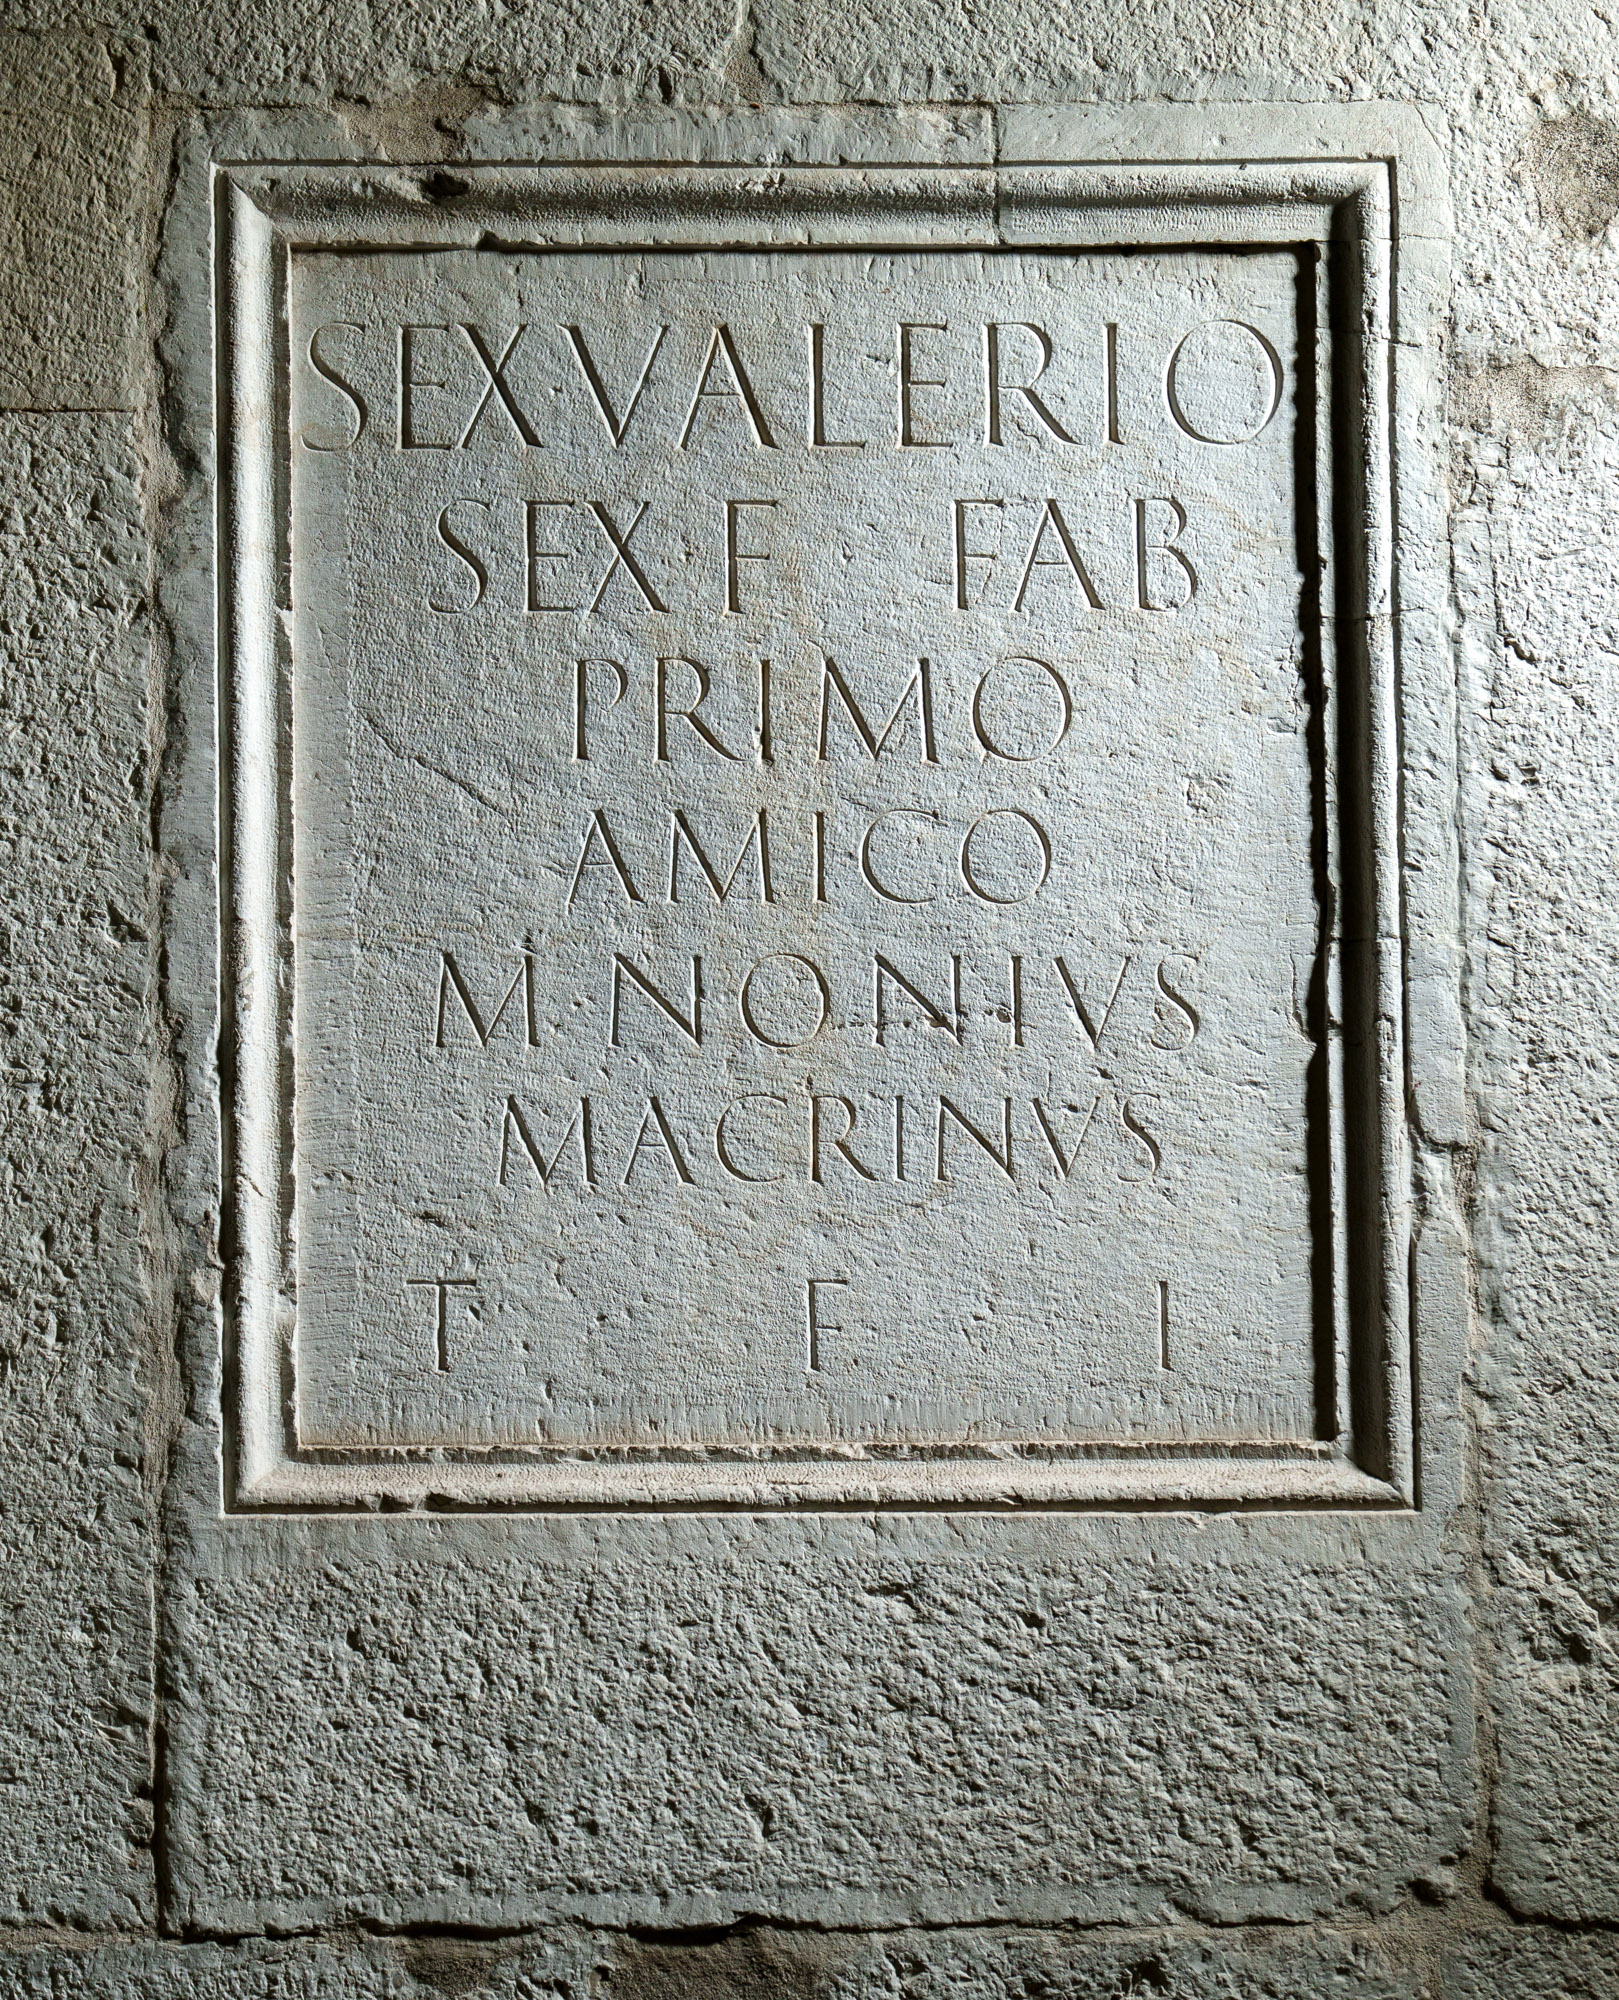 SEX VALERIO
SEX F FAB
PRIMO
AMICO
M·NONIVS
MACRINVS
T F I